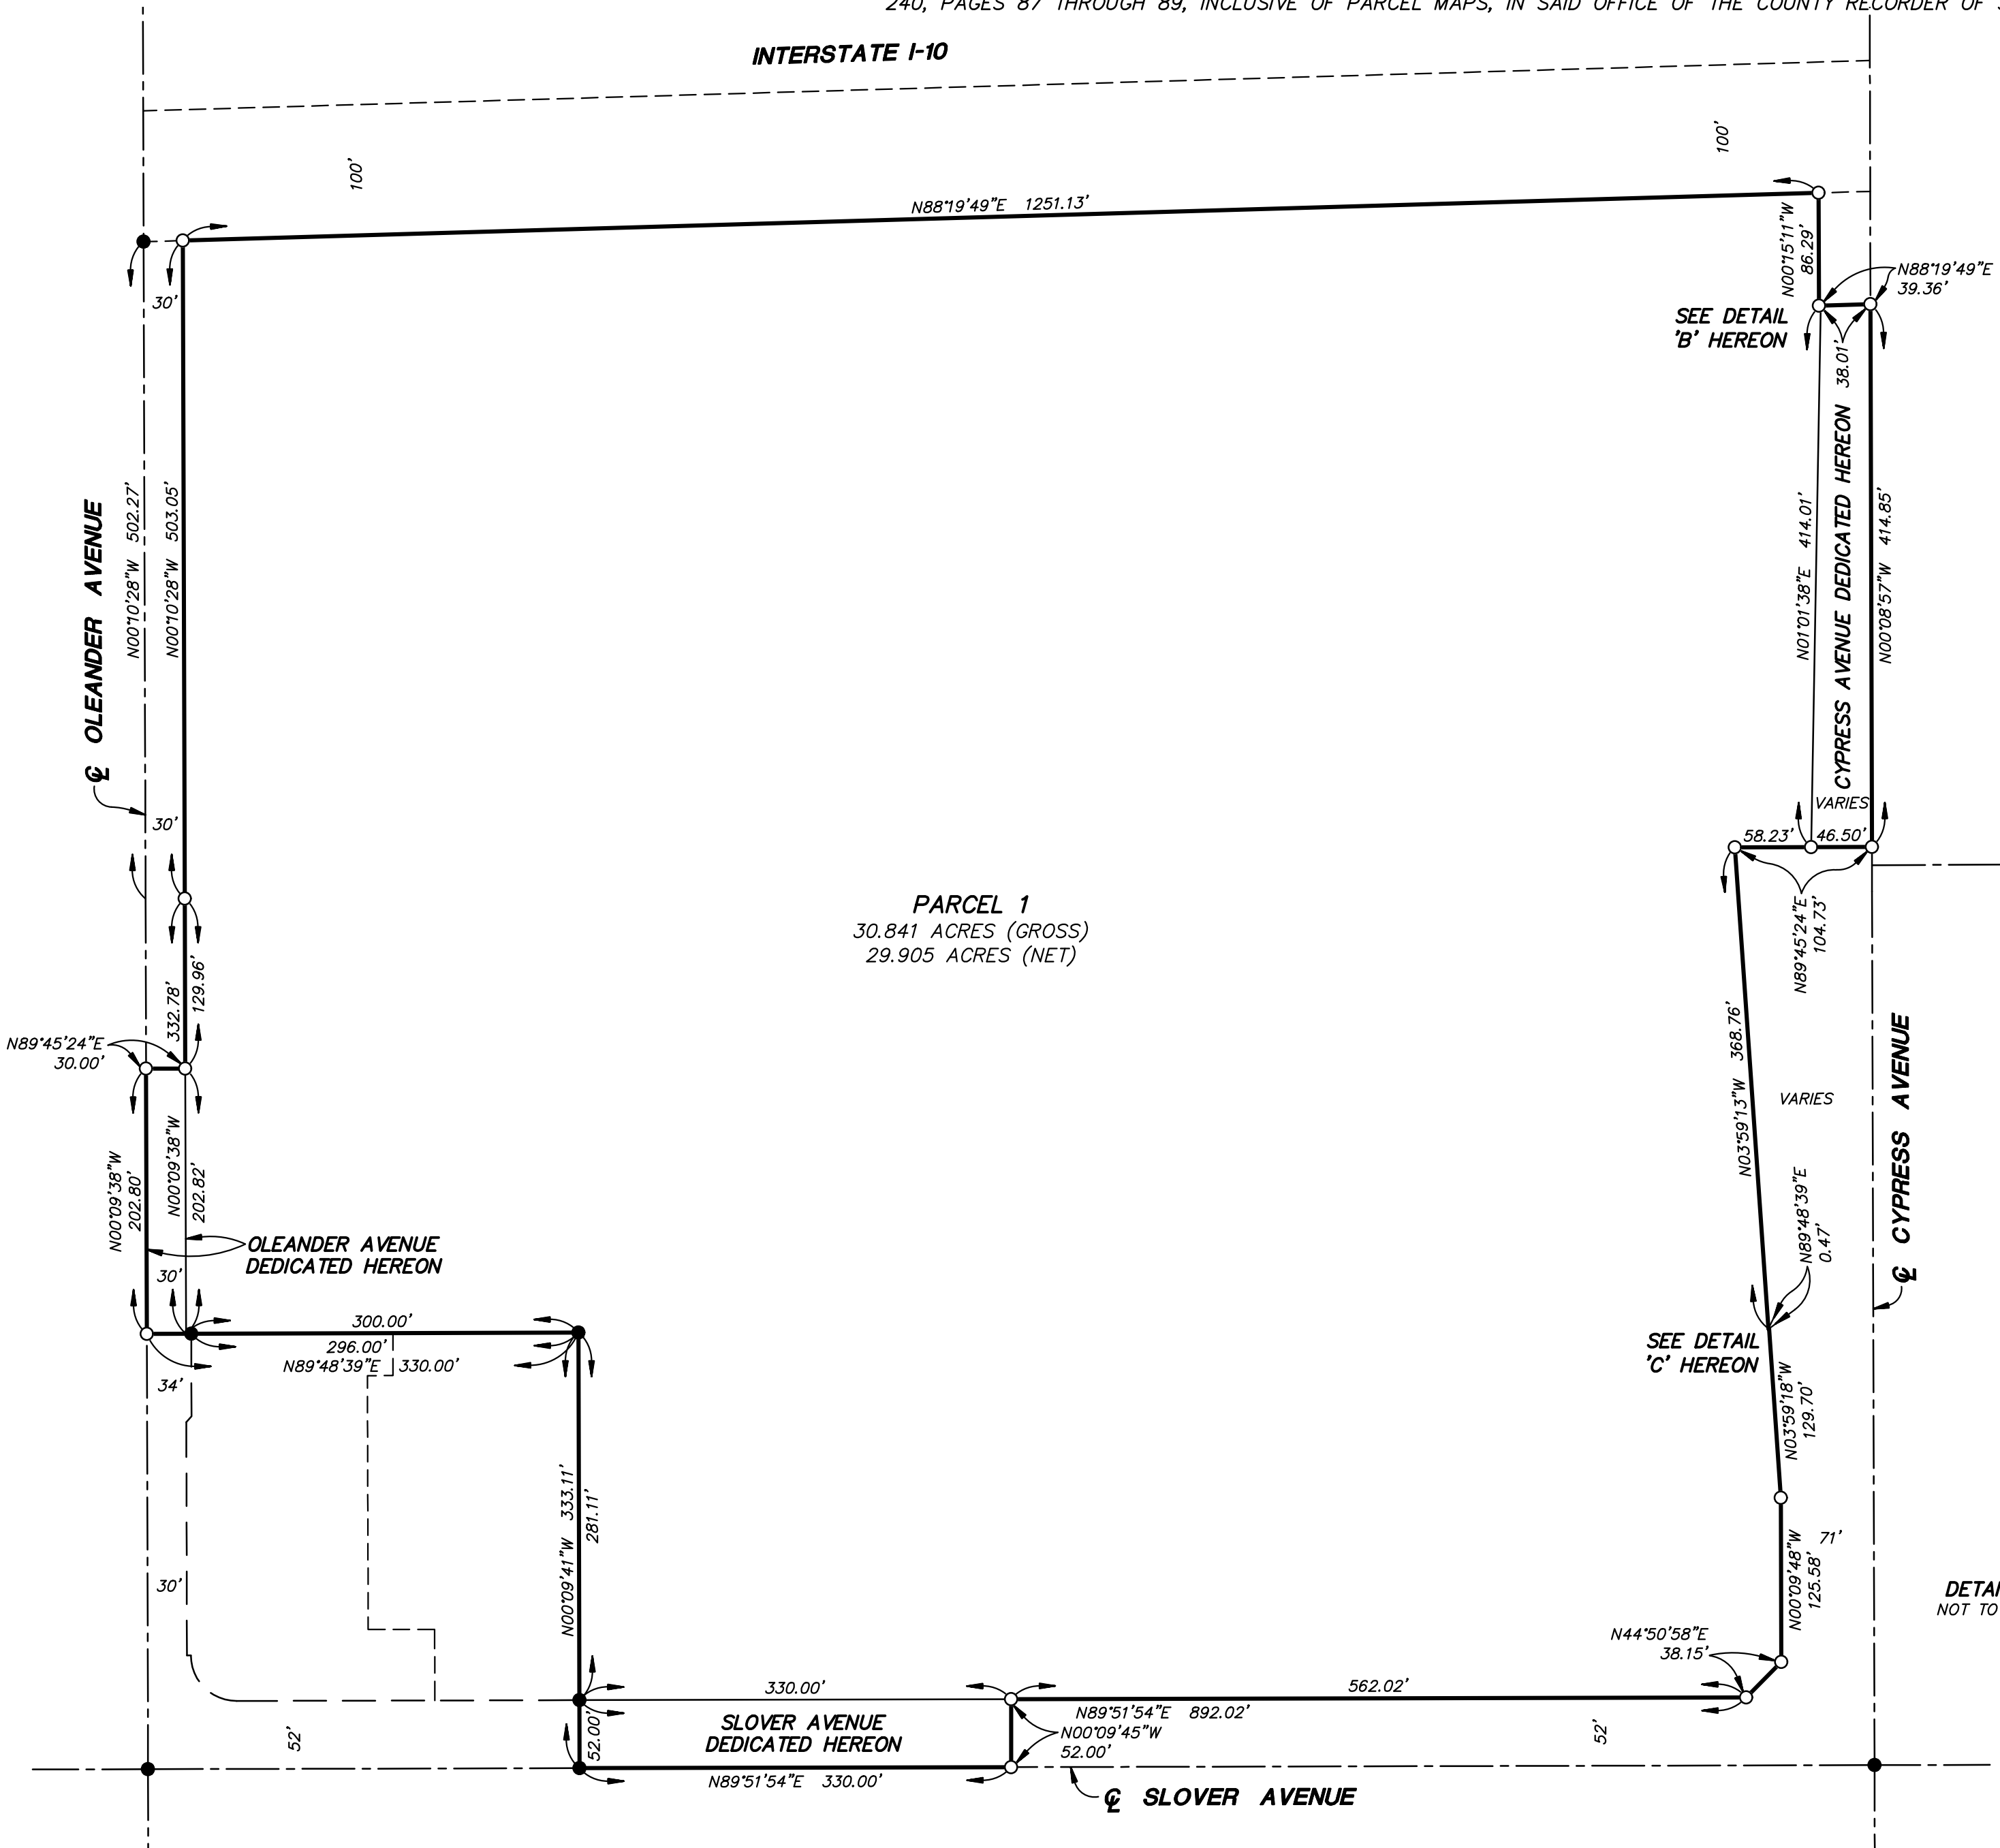 240, PAGES 87 THROUGH 89, INCLUSIVE OF PARCEL MAPS, IN SAID OFFICE OF THE COUNTY RECORDER OF
INTERSTATE I-10
100'
100'
N88°19'49"E 1251.13'
N00°15'11"W
86.29'
N88°19'49"E
39.36'
30'
SEE DETAIL
'B' HEREON
38.01'
CYPRESS AVENUE DEDICATED HEREON
N00°10'28"W 502.27'
N00°10'28"W 503.05'
N01°01'38"E 414.01'
N00°08'57"W 414.85'
℄ OLEANDER AVENUE
30'
VARIES
58.23'
46.50'
PARCEL 1
30.841 ACRES (GROSS)
29.905 ACRES (NET)
N89°45'24"E
104.73'
332.78'
129.96'
N89°45'24"E
30.00'
N03°59'13"W 368.76'
VARIES
℄ CYPRESS AVENUE
N00°09'38"W
202.80'
N00°09'38"W
202.82'
N89°48'39"E
0.47'
OLEANDER AVENUE
DEDICATED HEREON
30'
300.00'
296.00'
N89°48'39"E 330.00'
34'
SEE DETAIL
'C' HEREON
N03°59'18"W
129.70'
N00°09'41"W 333.11'
281.11'
30'
71'
N00°09'48"W
125.58'
DETAI
NOT TO
N44°50'58"E
38.15'
330.00'
562.02'
N89°51'54"E 892.02'
SLOVER AVENUE
DEDICATED HEREON
52.00'
N00°09'45"W
52.00'
52'
52'
N89°51'54"E 330.00'
℄ SLOVER AVENUE